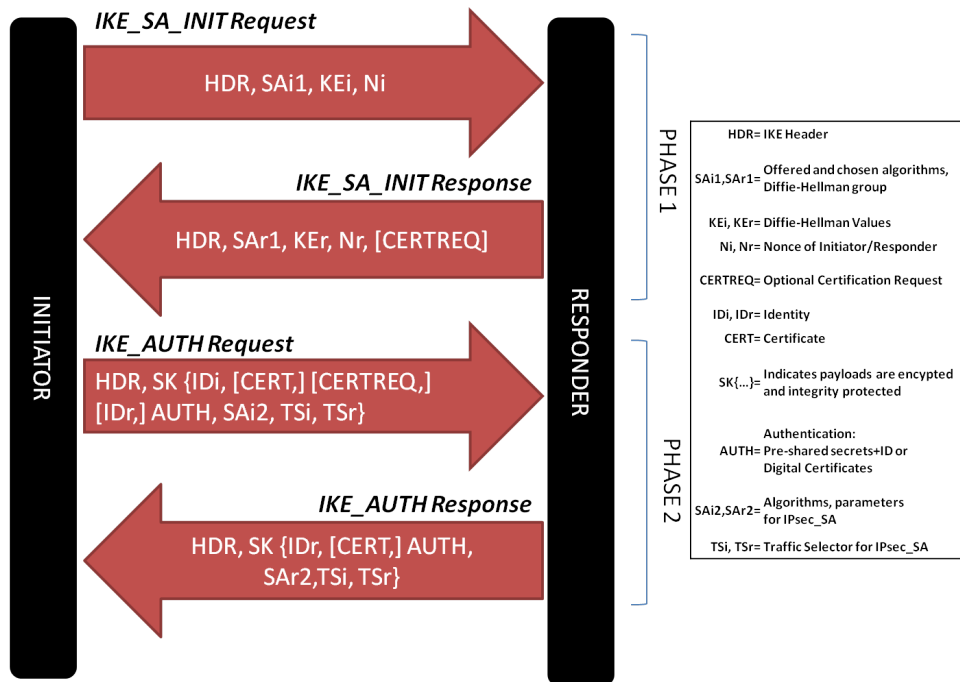 IKE_SA_INIT Request
HDR, SAi1, KEi, Ni
IKE_SA_INIT Response
HDR, SAr1, KEr, Nr, [CERTREQ]
IKE_AUTH Request
HDR, SK {IDi, [CERT,] [CERTREQ,]
[IDr,] AUTH, SAi2, TSi, TSr}
IKE_AUTH Response
HDR, SK {IDr, [CERT,] AUTH,
SAr2,TSi, TSr}
INITIATOR
RESPONDER
PHASE 1
PHASE 2
HDR= IKE Header
SAi1,SAr1= Offered and chosen algorithms,
Diffie-Hellman group
KEi, KEr= Diffie-Hellman Values
Ni, Nr= Nonce of Initiator/Responder
CERTREQ= Optional Certification Request
IDi, IDr= Identity
CERT= Certificate
SK{...}= Indicates payloads are encypted
and integrity protected
Authentication:
AUTH= Pre-shared secrets+ID or
Digital Certificates
SAi2,SAr2= Algorithms, parameters
for IPsec_SA
TSi, TSr= Traffic Selector for IPsec_SA